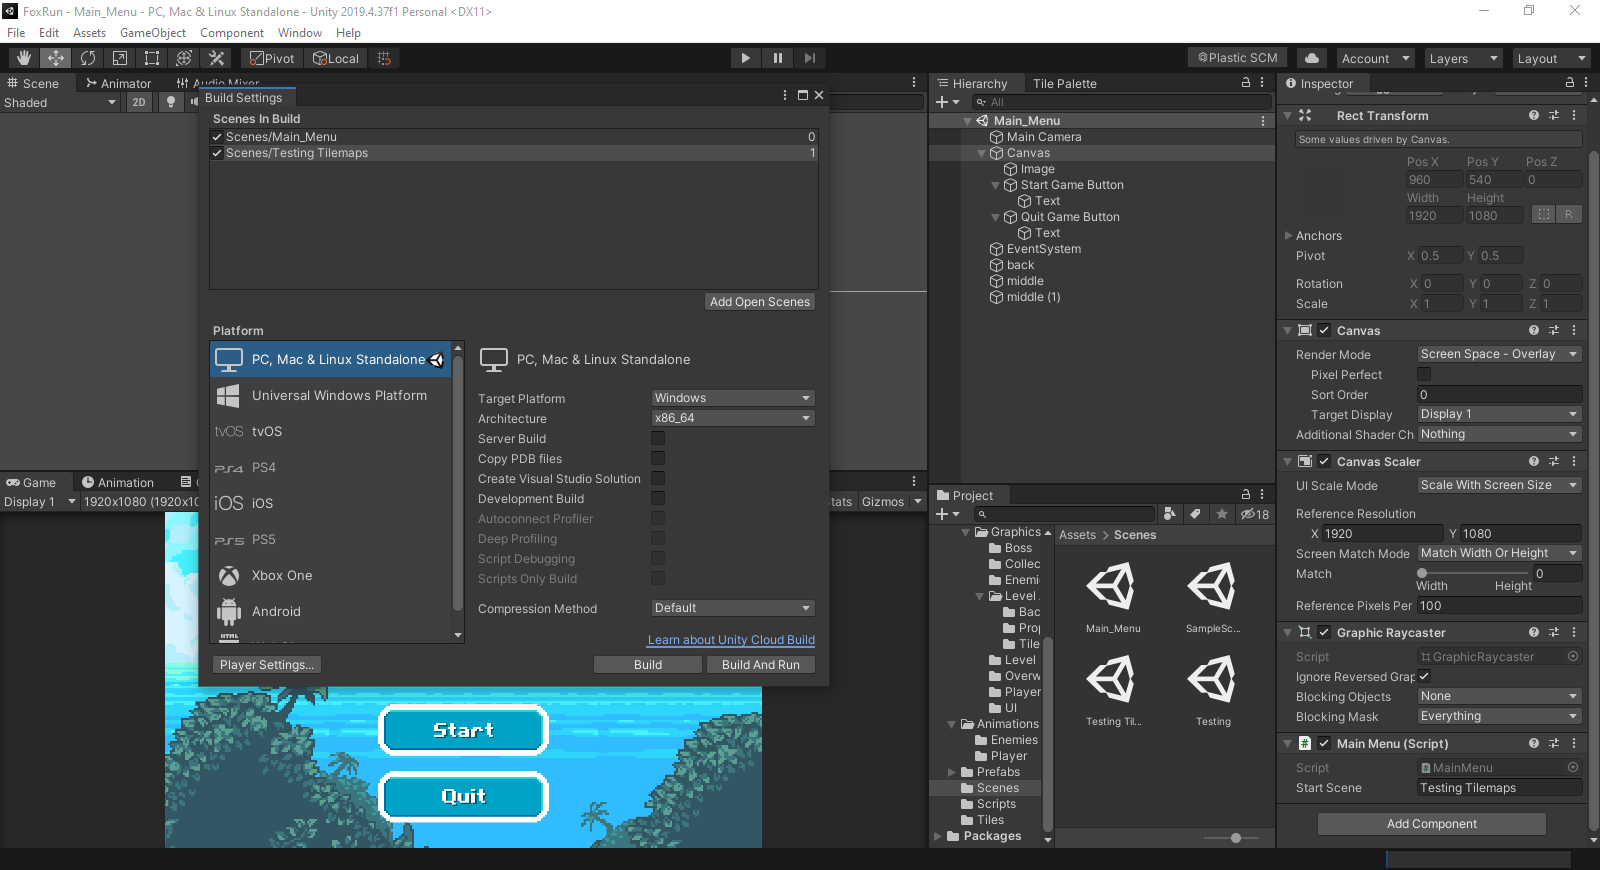 FoxRun - Main_Menu - PC, Mac & Linux Standalone - Unity 2019.4.37f1 Personal <DX11>
File Edit Assets GameObject Component Window Help
Pivot Local Plastic SCM Account Layers Layout
Scene Animator Audio Mixer
Shaded 2D
Build Settings
Scenes In Build
Scenes/Main_Menu 0
Scenes/Testing Tilemaps 1
Add Open Scenes
Platform
PC, Mac & Linux Standalone
Universal Windows Platform
tvOS tvOS
PS4 PS4
iOS iOS
PS5 PS5
Xbox One
Android
HTML
PC, Mac & Linux Standalone
Target Platform Windows
Architecture x86_64
Server Build
Copy PDB files
Create Visual Studio Solution
Development Build
Autoconnect Profiler
Deep Profiling
Script Debugging
Scripts Only Build
Compression Method Default
Learn about Unity Cloud Build
Player Settings... Build Build And Run
Game Animation
Display 1 1920x1080 (1920x10 tats Gizmos
Start
Quit
Hierarchy Tile Palette
All
Main_Menu
Main Camera
Canvas
Image
Start Game Button
Text
Quit Game Button
Text
EventSystem
back
middle
middle (1)
Project
18
Graphics
Boss
Collec
Enemi
Level
Bac
Prop
Tile
Level
Overw
Player
UI
Animations
Enemies
Player
Prefabs
Scenes
Scripts
Tiles
Packages
Assets > Scenes
Main_Menu SampleSc...
Testing Til... Testing
Inspector
Rect Transform
Some values driven by Canvas.
Pos X Pos Y Pos Z
960 540 0
Width Height
1920 1080 R
Anchors
Pivot X 0.5 Y 0.5
Rotation X 0 Y 0 Z 0
Scale X 1 Y 1 Z 1
Canvas
Render Mode Screen Space - Overlay
Pixel Perfect
Sort Order 0
Target Display Display 1
Additional Shader Ch Nothing
Canvas Scaler
UI Scale Mode Scale With Screen Size
Reference Resolution
X 1920 Y 1080
Screen Match Mode Match Width Or Height
Match 0
Width Height
Reference Pixels Per 100
Graphic Raycaster
Script GraphicRaycaster
Ignore Reversed Grap
Blocking Objects None
Blocking Mask Everything
# Main Menu (Script)
Script MainMenu
Start Scene Testing Tilemaps
Add Component